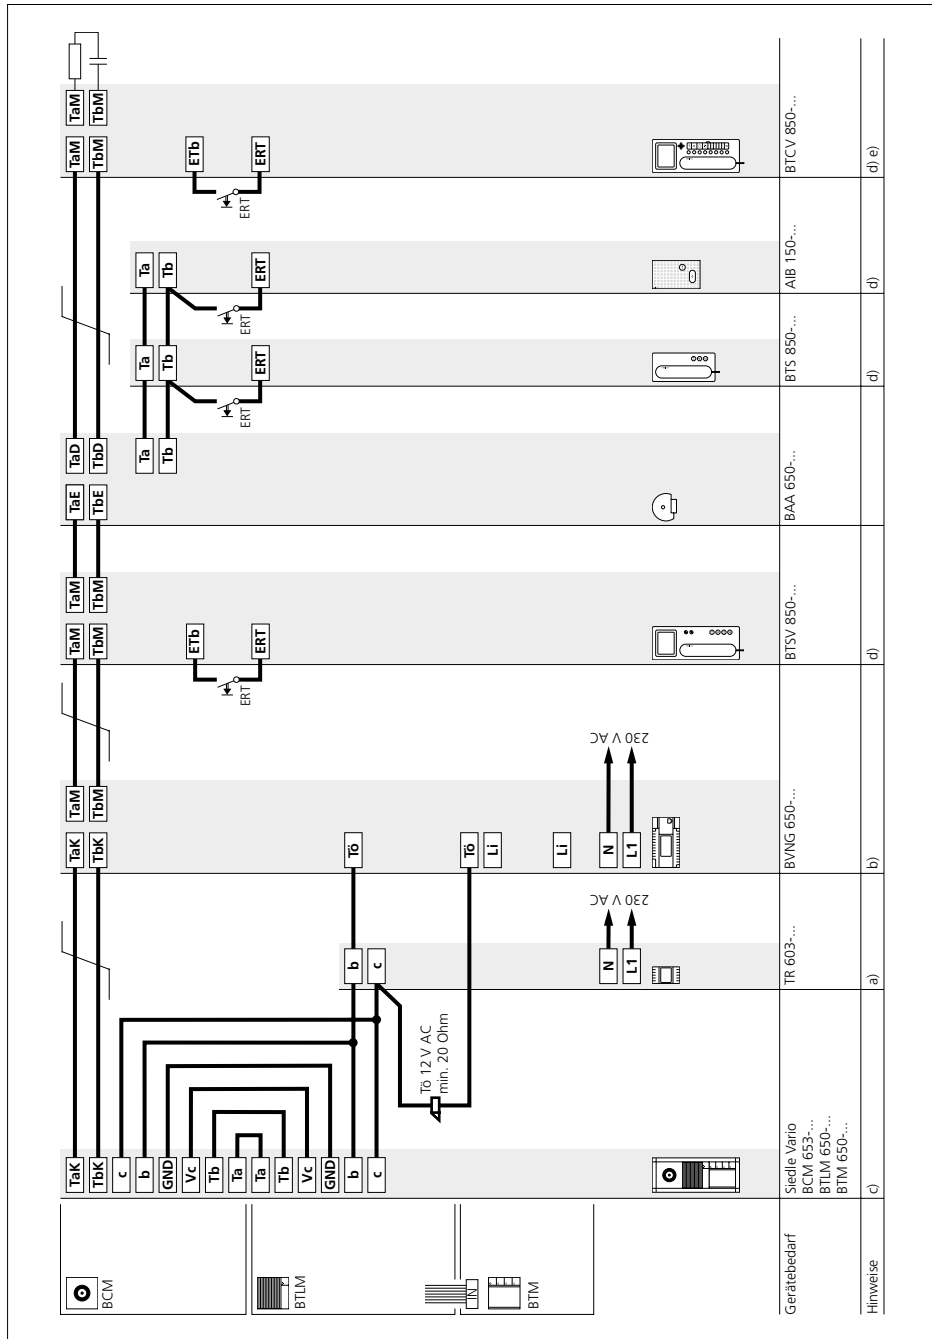 TaK TaK TaM TaM TaM TaE TaD TaM TaM
TbK TbK TbM TbM TbM TbE TbD TbM TbM
BCM
c
b Ta Ta Ta
GND Tb Tb Tb
Vc ETb ETb
Tb
Ta ERT ERT ERT ERT
Ta ERT ERT ERT ERT
Tb
BTLM
Vc
GND
b b Tö
c c
Tö 12 V AC
min. 20 Ohm
IN Tö
Li
BTM
Li
N N
230 V AC 230 V AC
L1 L1
Gerätebedarf
Siedle Vario
BCM 653-...
BTLM 650-...
BTM 650-...
TR 603-...
BVNG 650-...
BTSV 850-...
BAA 650-...
BTS 850-...
AIB 150-...
BTCV 850-...
Hinweise c) a) b) d) d) d) d) e)